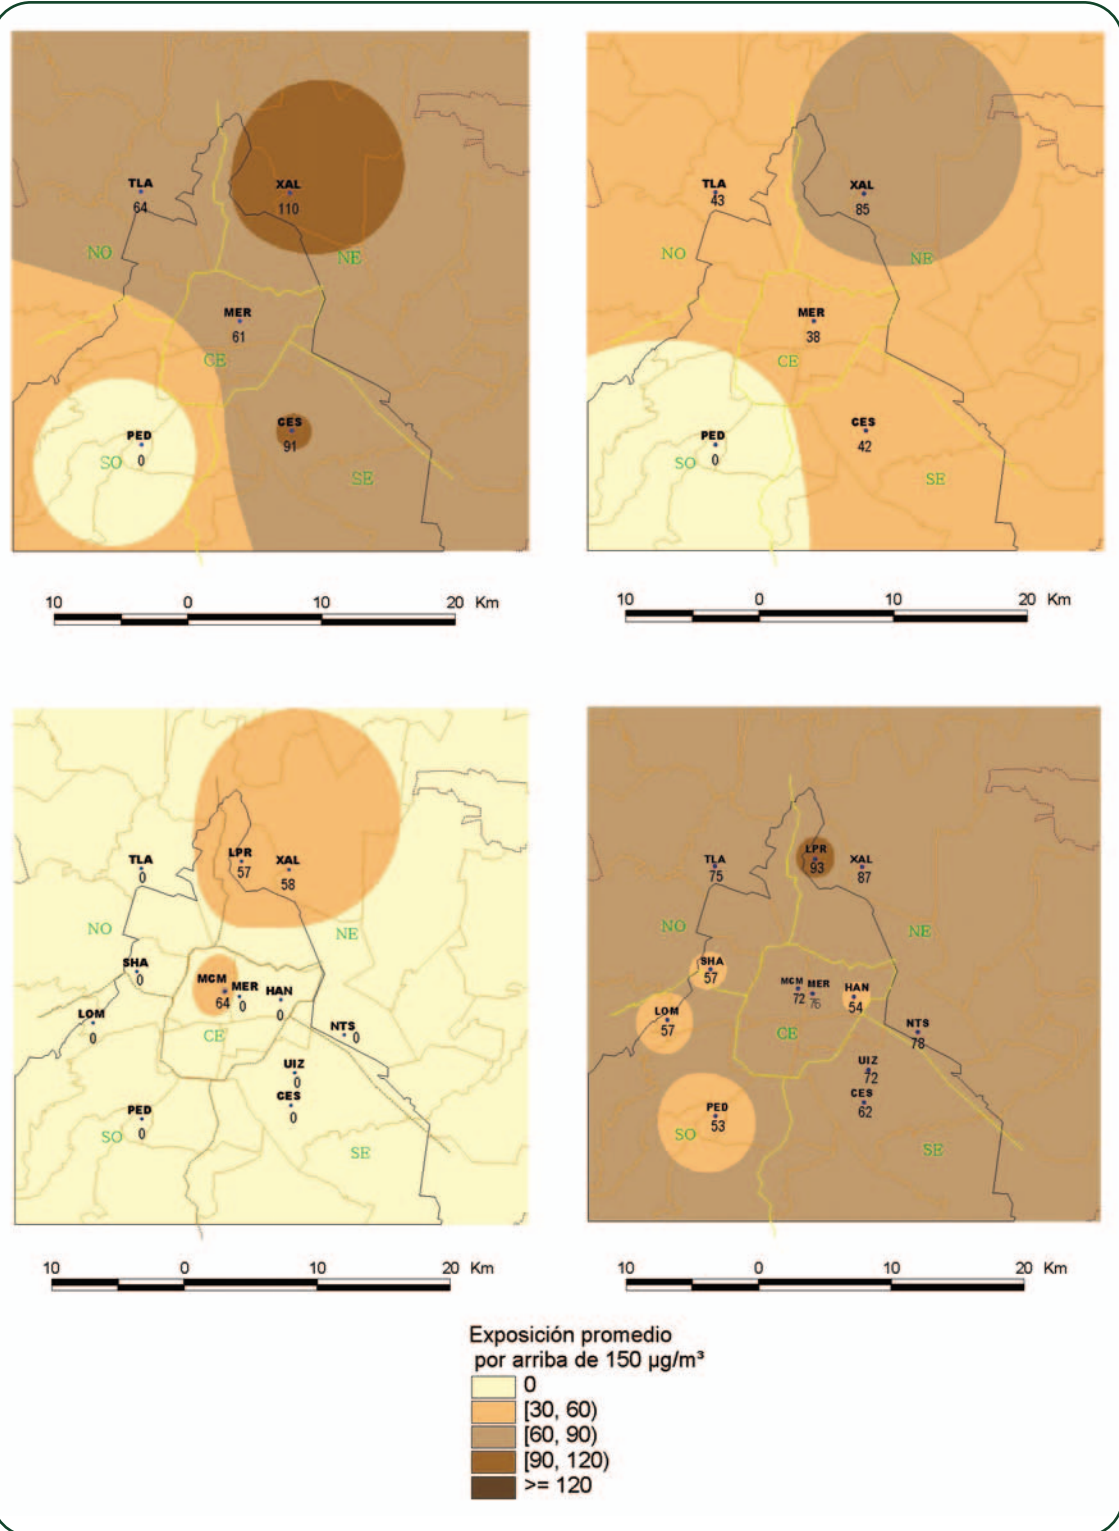 TLA
64
XAL
110
NO
NE
MER
61
CE
CES
91
PED
0
SO
SE
10 0 10 20 Km
TLA
43
XAL
85
NO
NE
MER
38
CE
CES
42
PED
0
SO
SE
10 0 10 20 Km
TLA
0
LPR
57
XAL
58
NO
NE
SHA
0
MCM
64
MER
0
HAN
0
LOM
0
NTS
0
CE
UIZ
0
CES
0
PED
0
SO
SE
10 0 10 20 Km
TLA
75
LPR
93
XAL
87
NO
NE
SHA
57
MCM
72
MER
76
HAN
54
LOM
57
NTS
78
CE
UIZ
72
CES
62
PED
53
SO
SE
10 0 10 20 Km
Exposición promedio
por arriba de 150 µg/m³
0
[30, 60)
[60, 90)
[90, 120)
>= 120